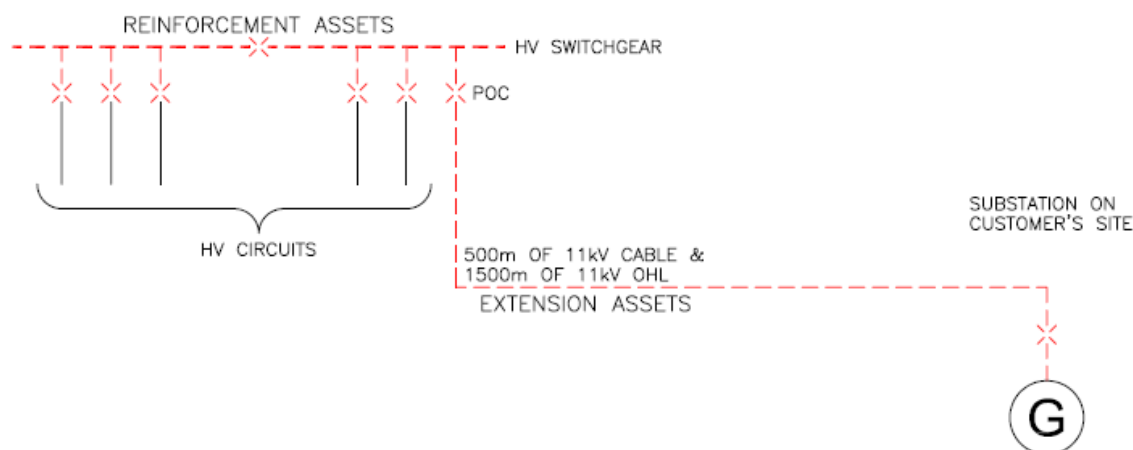 REINFORCEMENT ASSETS
HV SWITCHGEAR
POC
HV CIRCUITS
SUBSTATION ON
CUSTOMER'S SITE
500m OF 11kV CABLE &
1500m OF 11kV OHL
EXTENSION ASSETS
G